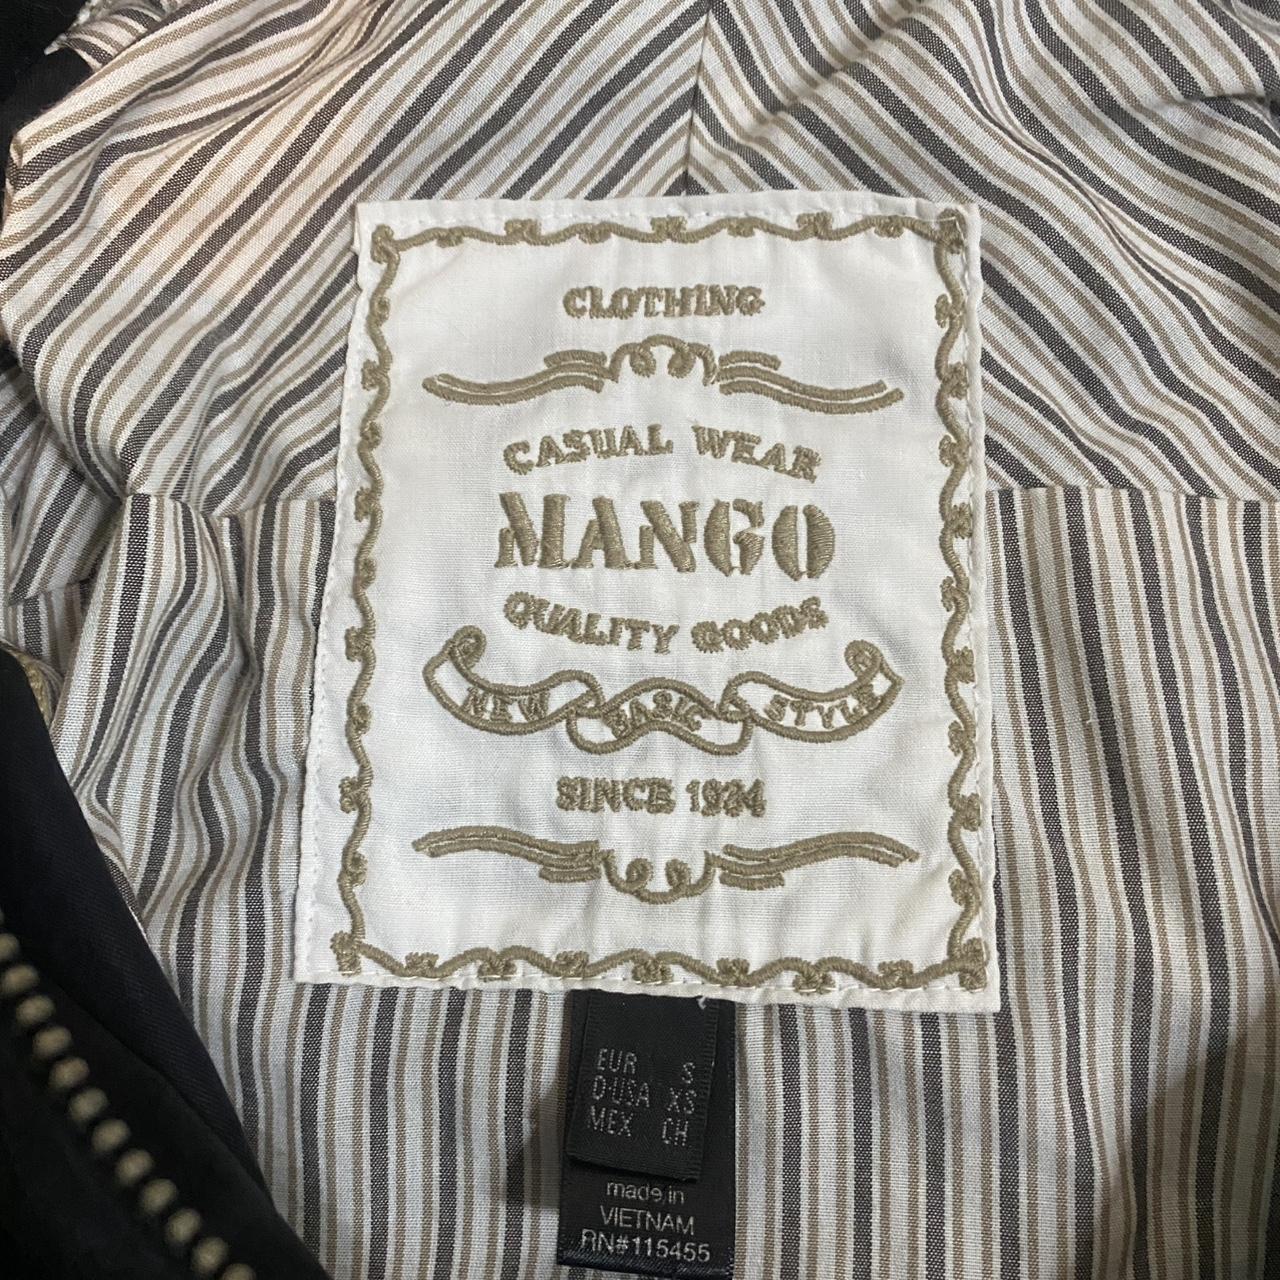 CLOTHING
CASUAL WEAR
MANGO
QUALITY GOODS
NEW BASIC STYLE
SINCE 1924
EUR S
D·USA XS
MEX CH
made in
VIETNAM
RN#115455